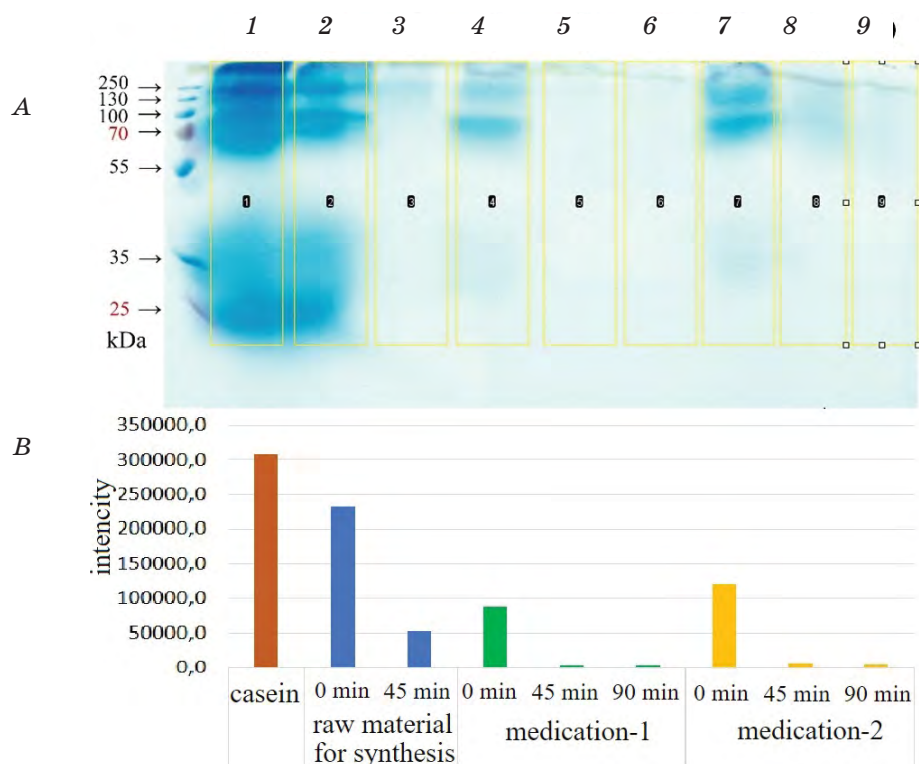 1 2 3 4 5 6 7 8 9
A
250 →
130 →
100 →
70 →
55 →
1 2 3 4 5 6 7 8 9
35 →
25 →
kDa
B
350000,0
300000,0
250000,0
200000,0
150000,0
100000,0
50000,0
0,0
intencity
casein
0 min 45 min 0 min 45 min 90 min 0 min 45 min 90 min
raw material
for synthesis
medication-1 medication-2